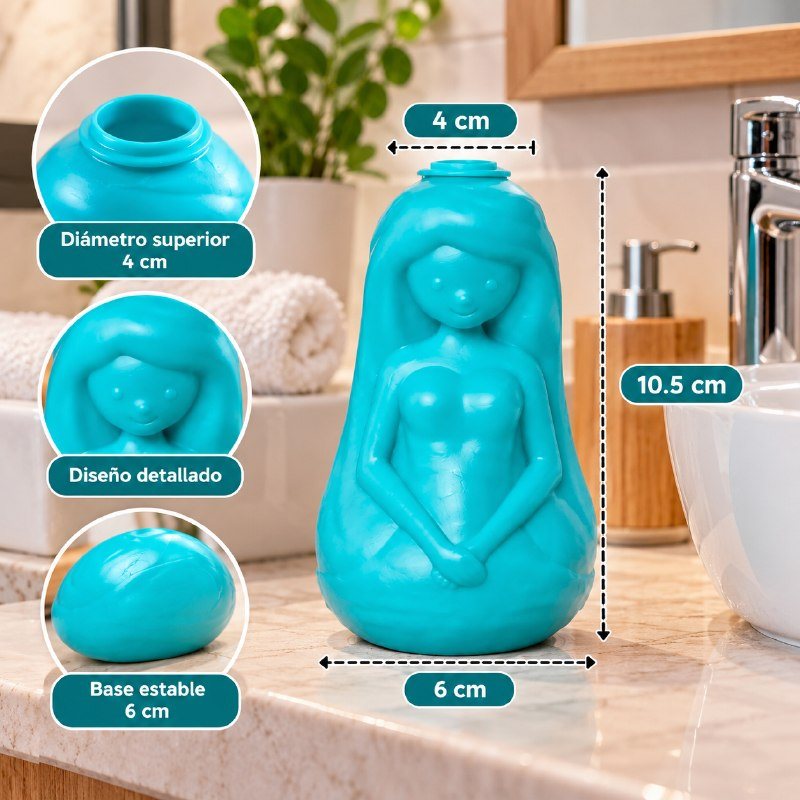 4 cm
Diámetro superior
4 cm
10.5 cm
Diseño detallado
Base estable
6 cm
6 cm